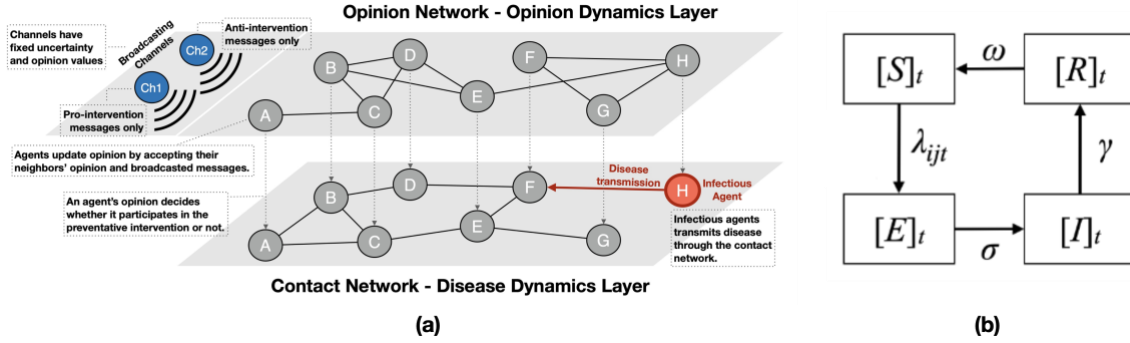 Opinion Network - Opinion Dynamics Layer
Channels have
fixed uncertainty
and opinion values
Broadcasting
Channels
Anti-intervention
messages only
Ch2
Ch1
Pro-intervention
messages only
A
B
C
D
E
F
G
H
Agents update opinion by accepting their
neighbors' opinion and broadcasted messages.
An agent's opinion decides
whether it participates in the
preventative intervention or not.
A
B
C
D
E
F
G
H
Disease
transmission
Infectious
Agent
Infectious agents
transmits disease
through the contact
network.
Contact Network - Disease Dynamics Layer
(a)
[S]t
ω
[R]t
λijt
γ
[E]t
σ
[I]t
(b)